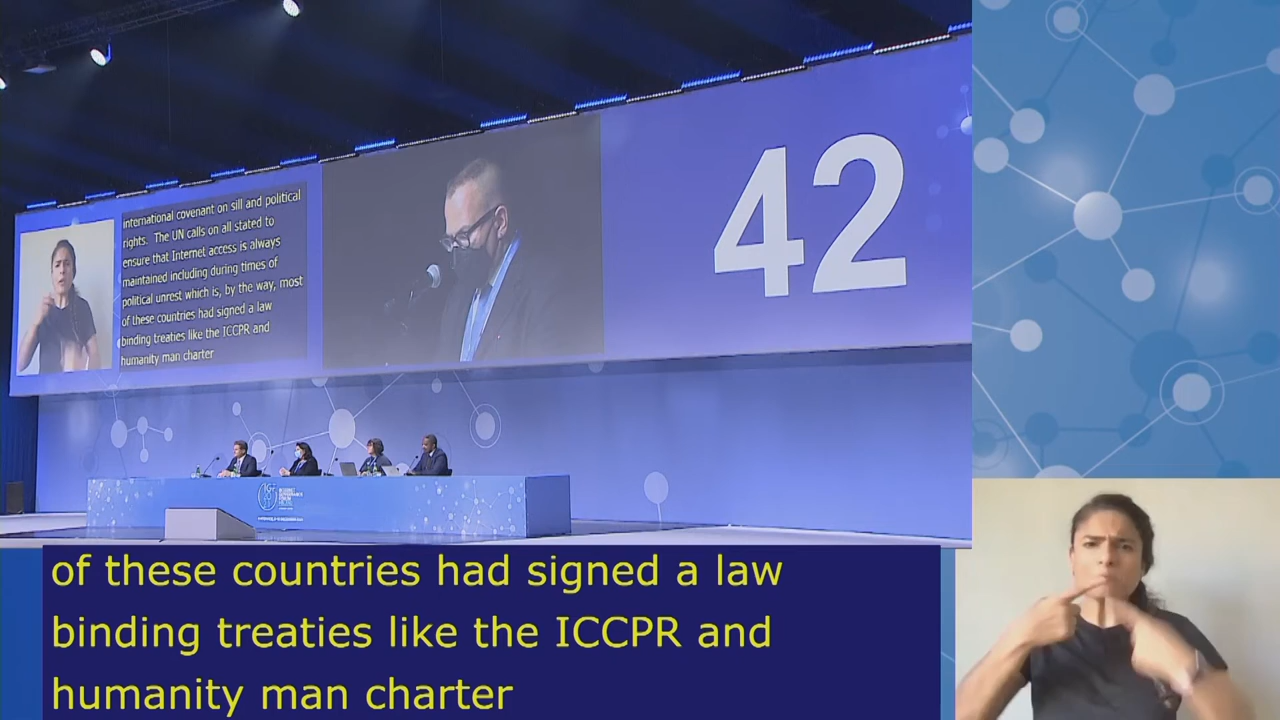 international covenant on sill and political
rights. The UN calls on all stated to
ensure that Internet access is always
maintained including during times of
political unrest which is, by the way, most
of these countries had signed a law
binding treaties like the ICCPR and
humanity man charter
42
INTERNET
GOVERNANCE
FORUM
of these countries had signed a law
binding treaties like the ICCPR and
humanity man charter